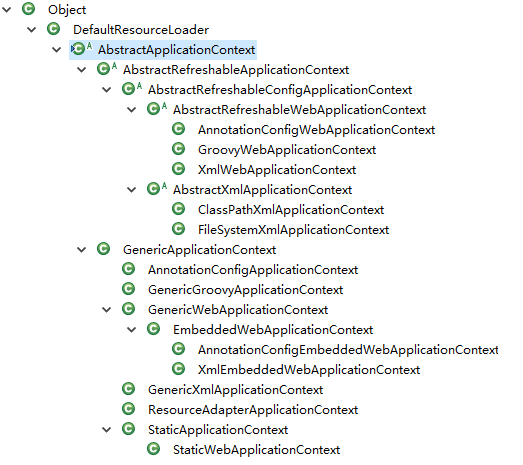 Object
DefaultResourceLoader
AbstractApplicationContext
AbstractRefreshableApplicationContext
AbstractRefreshableConfigApplicationContext
AbstractRefreshableWebApplicationContext
AnnotationConfigWebApplicationContext
GroovyWebApplicationContext
XmlWebApplicationContext
AbstractXmlApplicationContext
ClassPathXmlApplicationContext
FileSystemXmlApplicationContext
GenericApplicationContext
AnnotationConfigApplicationContext
GenericGroovyApplicationContext
GenericWebApplicationContext
EmbeddedWebApplicationContext
AnnotationConfigEmbeddedWebApplicationContext
XmlEmbeddedWebApplicationContext
GenericXmlApplicationContext
ResourceAdapterApplicationContext
StaticApplicationContext
StaticWebApplicationContext